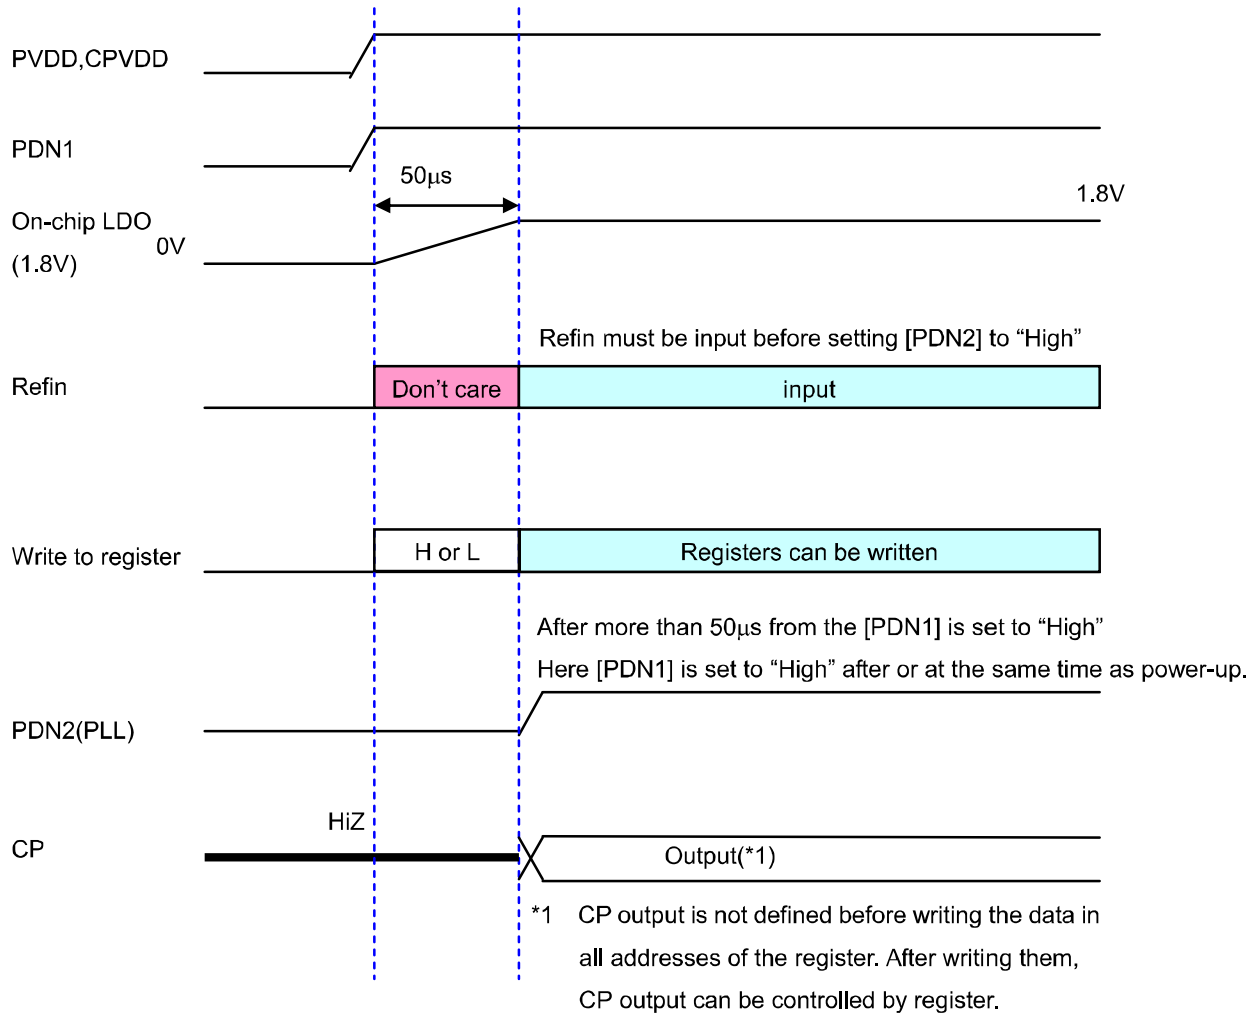 PVDD,CPVDD
PDN1
50μs
1.8V
On-chip LDO
0V
(1.8V)
Refin must be input before setting [PDN2] to “High”
Refin
Don’t care
input
Write to register
H or L
Registers can be written
After more than 50μs from the [PDN1] is set to “High”
Here [PDN1] is set to “High” after or at the same time as power-up.
PDN2(PLL)
HiZ
CP
Output(*1)
*1 CP output is not defined before writing the data in
all addresses of the register. After writing them,
CP output can be controlled by register.